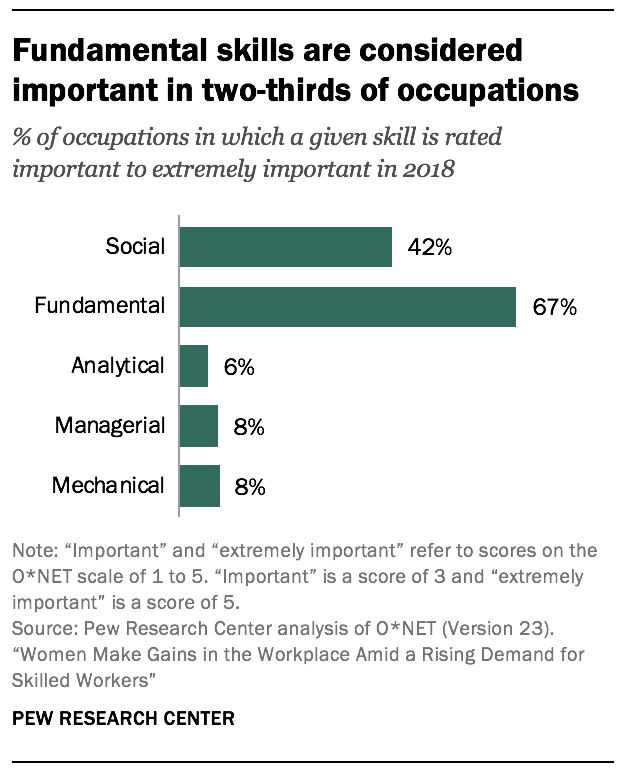 Fundamental skills are considered
important in two-thirds of occupations
% of occupations in which a given skill is rated
important to extremely important in 2018
Social 42%
Fundamental 67%
Analytical 6%
Managerial 8%
Mechanical 8%
Note: “Important” and “extremely important” refer to scores on the
O*NET scale of 1 to 5. “Important” is a score of 3 and “extremely
important” is a score of 5.
Source: Pew Research Center analysis of O*NET (Version 23).
“Women Make Gains in the Workplace Amid a Rising Demand for
Skilled Workers”
PEW RESEARCH CENTER